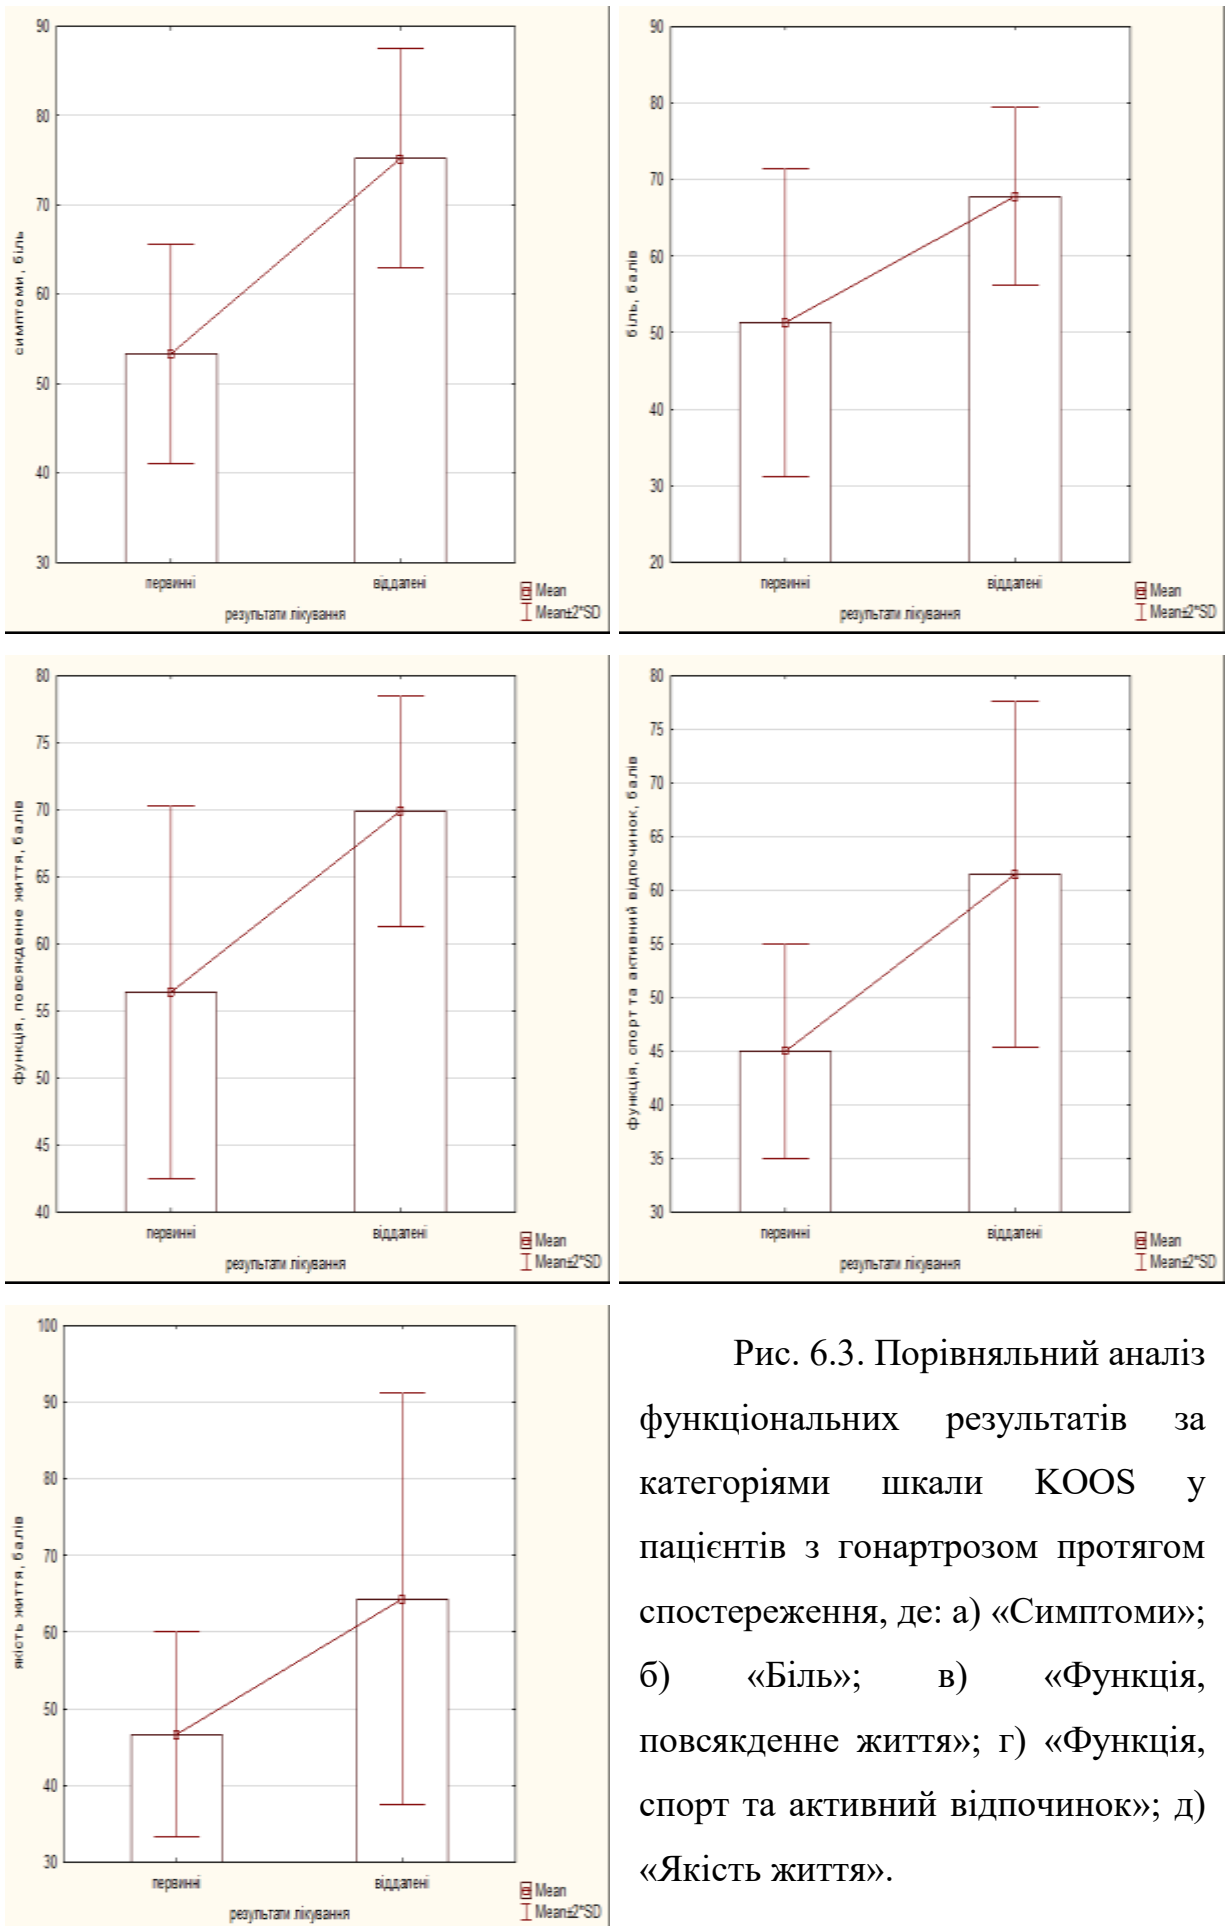 90
80
70
60
50
40
30
симптоми, біль
первинні
віддалені
результати лікування
Mean
Mean±2*SD
90
80
70
60
50
40
30
20
біль, балів
первинні
віддалені
результати лікування
Mean
Mean±2*SD
80
75
70
65
60
55
50
45
40
функція, повсякденне життя, балів
первинні
віддалені
результати лікування
Mean
Mean±2*SD
80
75
70
65
60
55
50
45
40
35
30
функція, спорт та активний відпочинок, балів
первинні
віддалені
результати лікування
Mean
Mean±2*SD
100
90
80
70
60
50
40
30
якість життя, балів
первинні
віддалені
результати лікування
Mean
Mean±2*SD
Рис. 6.3. Порівняльний аналіз
функціональних результатів за
категоріями шкали KOOS у
пацієнтів з гонартрозом протягом
спостереження, де: а) «Симптоми»;
б) «Біль»; в) «Функція,
повсякденне життя»; г) «Функція,
спорт та активний відпочинок»; д)
«Якість життя».